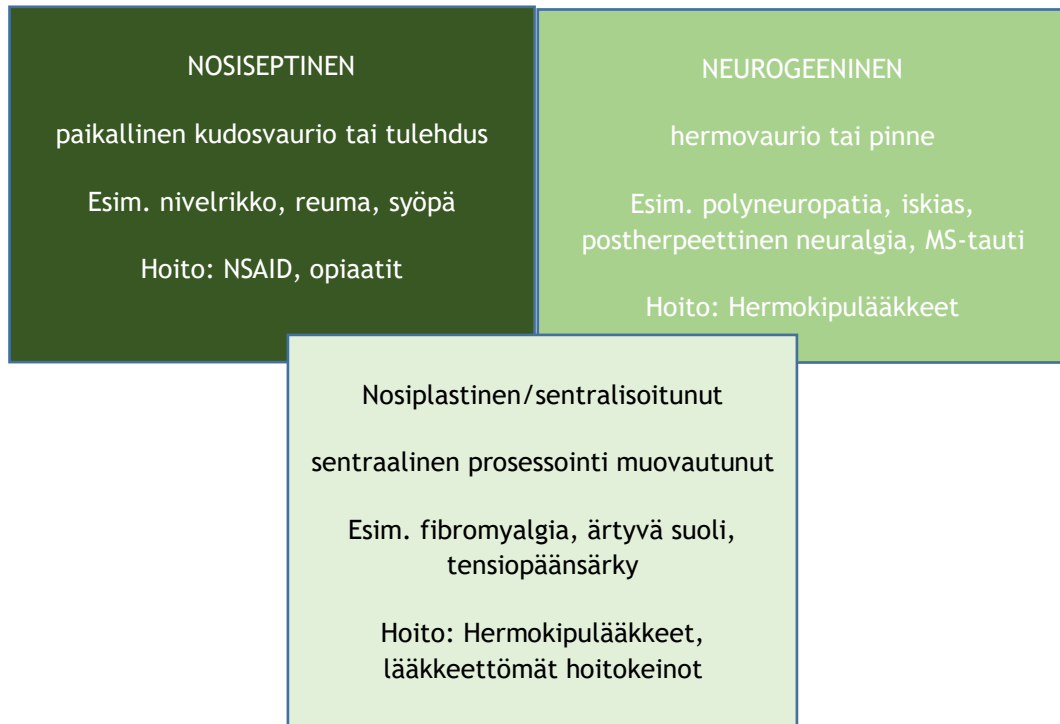 NOSISEPTINEN
paikallinen kudosvaurio tai tulehdus
Esim. nivelrikko, reuma, syöpä
Hoito: NSAID, opiaatit
NEUROGEENINEN
hermovaurio tai pinne
Esim. polyneuropatia, iskias,
postherpeettinen neuralgia, MS-tauti
Hoito: Hermokipulääkkeet
Nosiplastinen/sentralisoitunut
sentraalinen prosessointi muovautunut
Esim. fibromyalgia, ärtyvä suoli,
tensiopäänsärky
Hoito: Hermokipulääkkeet,
lääkkeettömät hoitokeinot